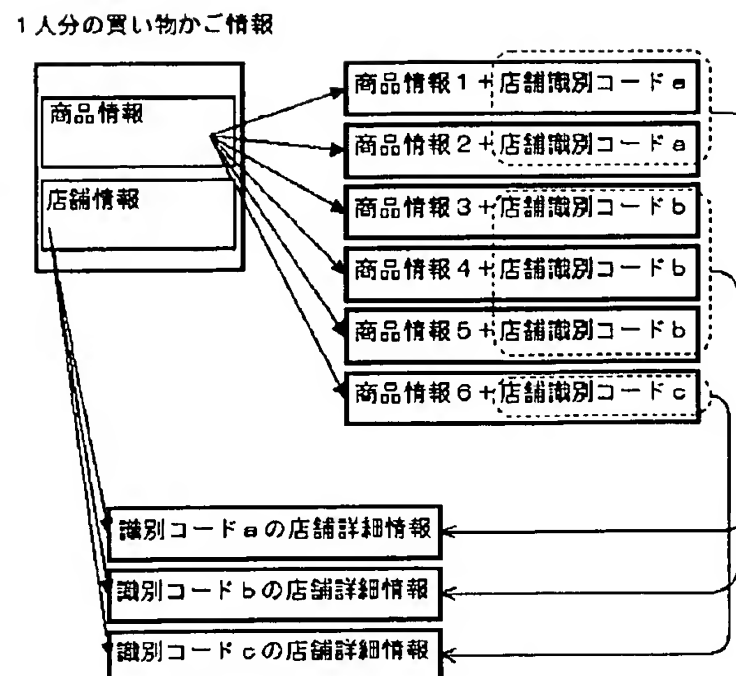 1人分の買い物かご情報
商品情報
店舗情報
商品情報1+店舗識別コードa
商品情報2+店舗識別コードa
商品情報3+店舗識別コードb
商品情報4+店舗識別コードb
商品情報5+店舗識別コードb
商品情報6+店舗識別コードc
識別コードaの店舗詳細情報
識別コードbの店舗詳細情報
識別コードcの店舗詳細情報